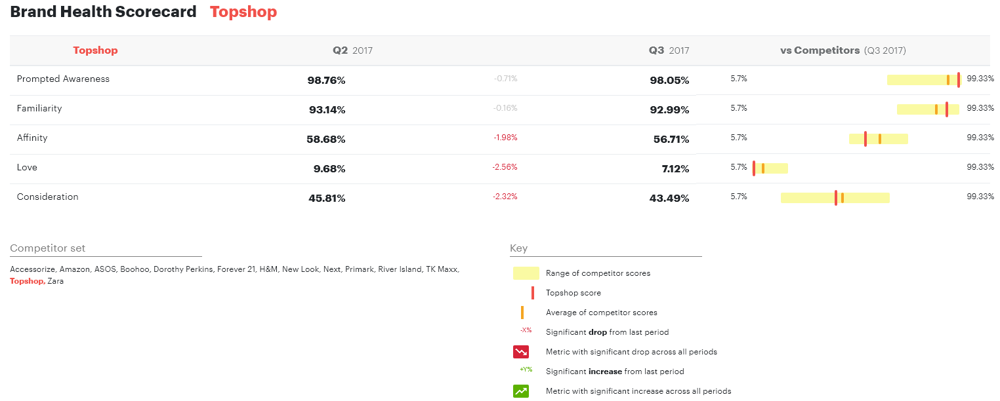 Brand Health Scorecard Topshop
Topshop Q2 2017 Q3 2017 vs Competitors (Q3 2017)
Prompted Awareness 98.76% -0.71% 98.05% 5.7% 99.33%
Familiarity 93.14% -0.16% 92.99% 5.7% 99.33%
Affinity 58.68% -1.98% 56.71% 5.7% 99.33%
Love 9.68% -2.56% 7.12% 5.7% 99.33%
Consideration 45.81% -2.32% 43.49% 5.7% 99.33%
Competitor set
Accessorize, Amazon, ASOS, Boohoo, Dorothy Perkins, Forever 21, H&M, New Look, Next, Primark, River Island, TK Maxx,
Topshop, Zara
Key
Range of competitor scores
Topshop score
Average of competitor scores
-X% Significant drop from last period
Metric with significant drop across all periods
+Y% Significant increase from last period
Metric with significant increase across all periods